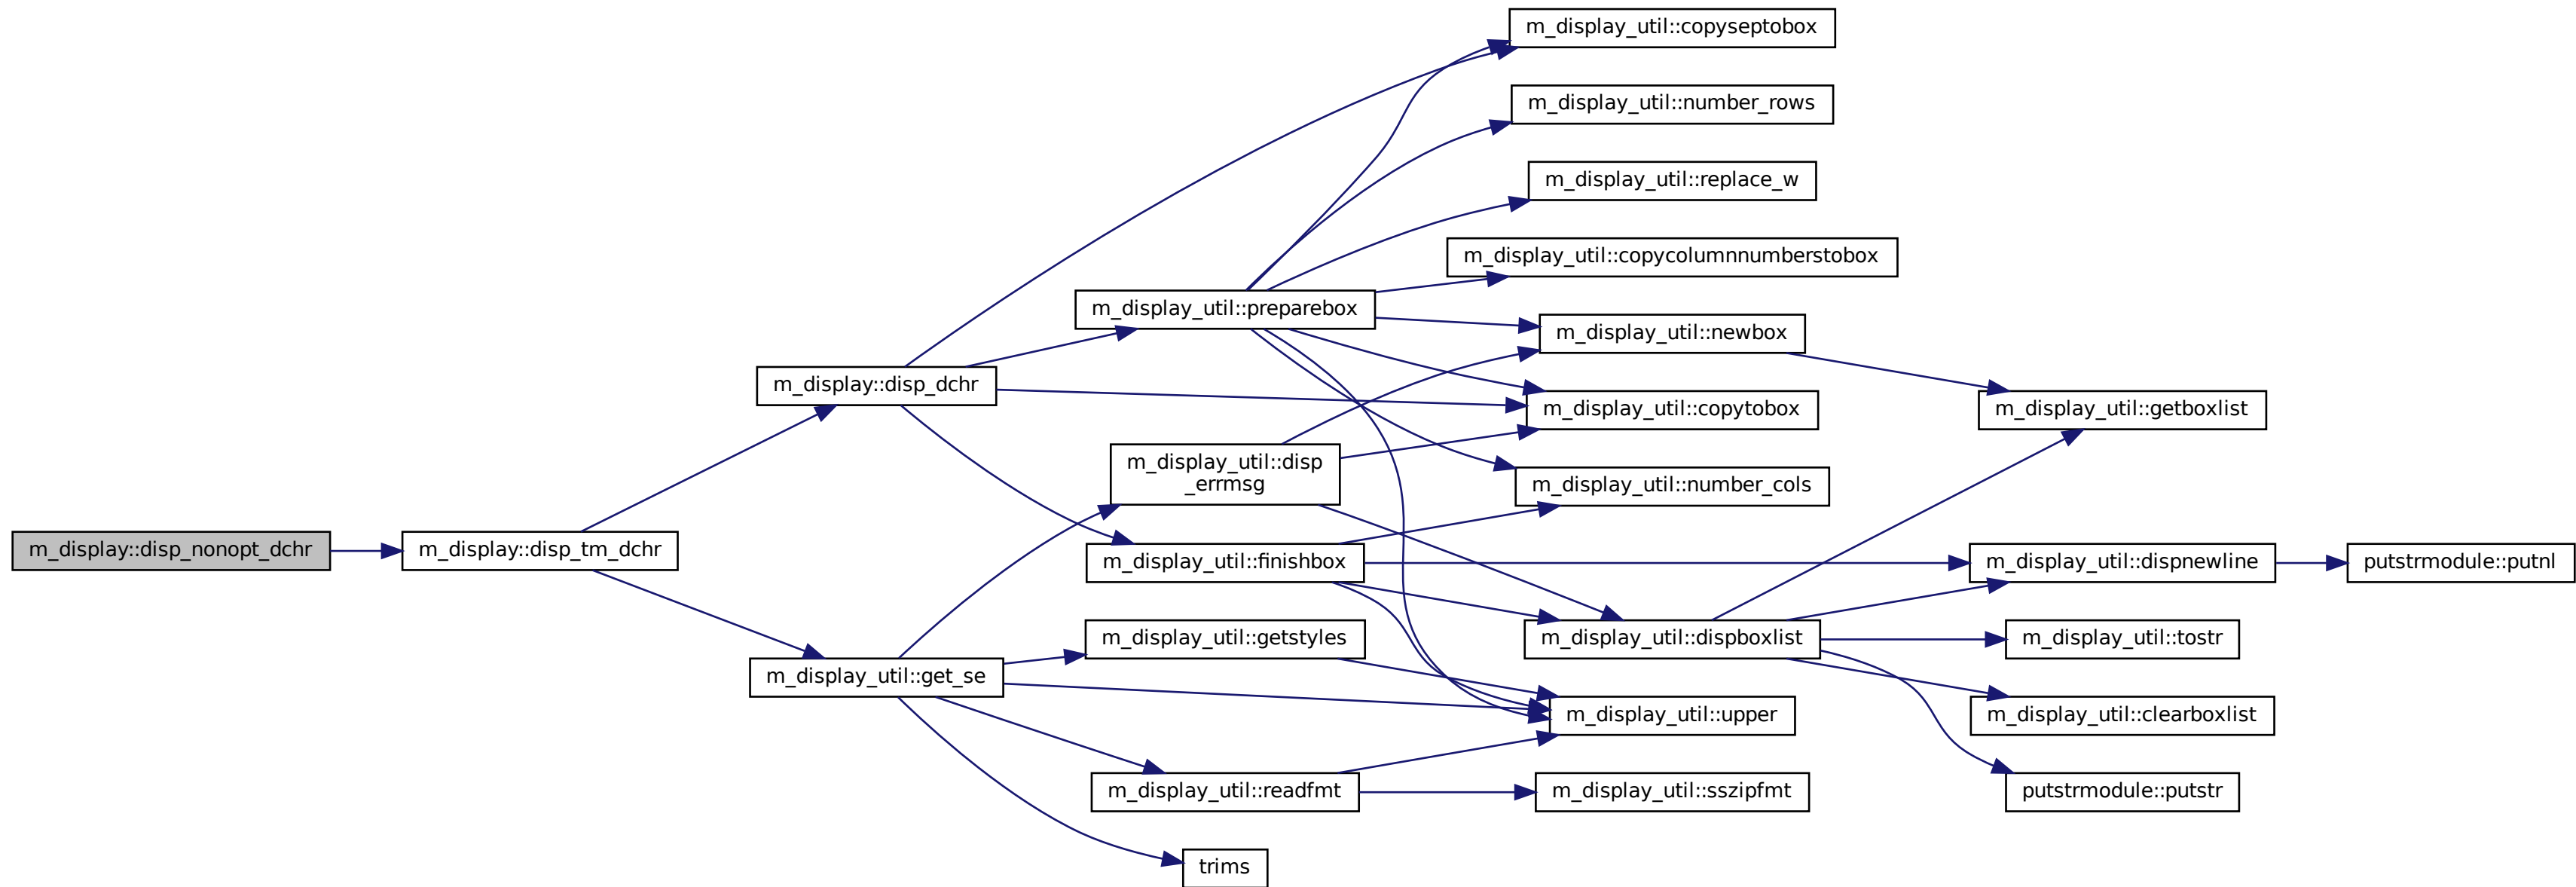 m_display_util::copyseptobox
m_display_util::number_rows
m_display_util::replace_w
m_display_util::copycolumnnumberstobox
m_display_util::preparebox
m_display_util::newbox
m_display::disp_dchr
m_display_util::copytobox
m_display_util::getboxlist
m_display_util::disp
_errmsg
m_display_util::number_cols
m_display::disp_nonopt_dchr
m_display::disp_tm_dchr
m_display_util::finishbox
m_display_util::dispnewline
putstrmodule::putnl
m_display_util::getstyles
m_display_util::dispboxlist
m_display_util::tostr
m_display_util::get_se
m_display_util::upper
m_display_util::clearboxlist
m_display_util::readfmt
m_display_util::sszipfmt
putstrmodule::putstr
trims